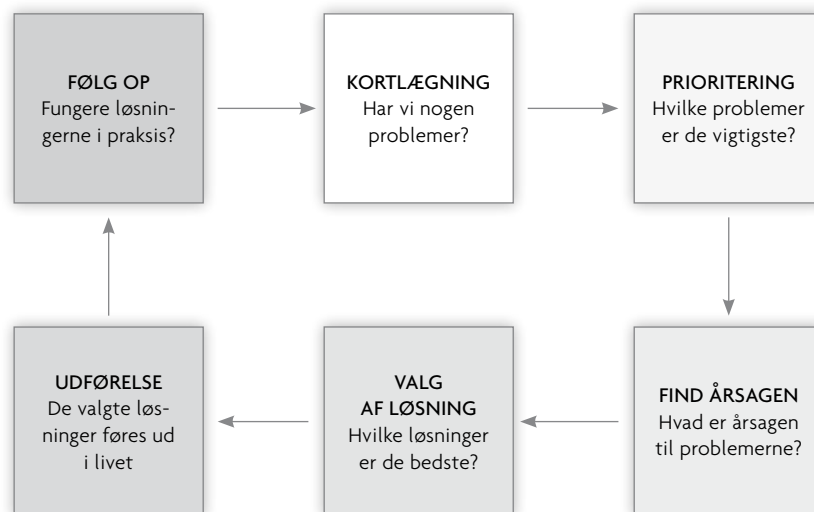 FØLG OP
Fungere løsnin-
gerne i praksis?
KORTLÆGNING
Har vi nogen
problemer?
PRIORITERING
Hvilke problemer
er de vigtigste?
UDFØRELSE
De valgte løs-
ninger føres ud
i livet
VALG
AF LØSNING
Hvilke løsninger
er de bedste?
FIND ÅRSAGEN
Hvad er årsagen
til problemerne?